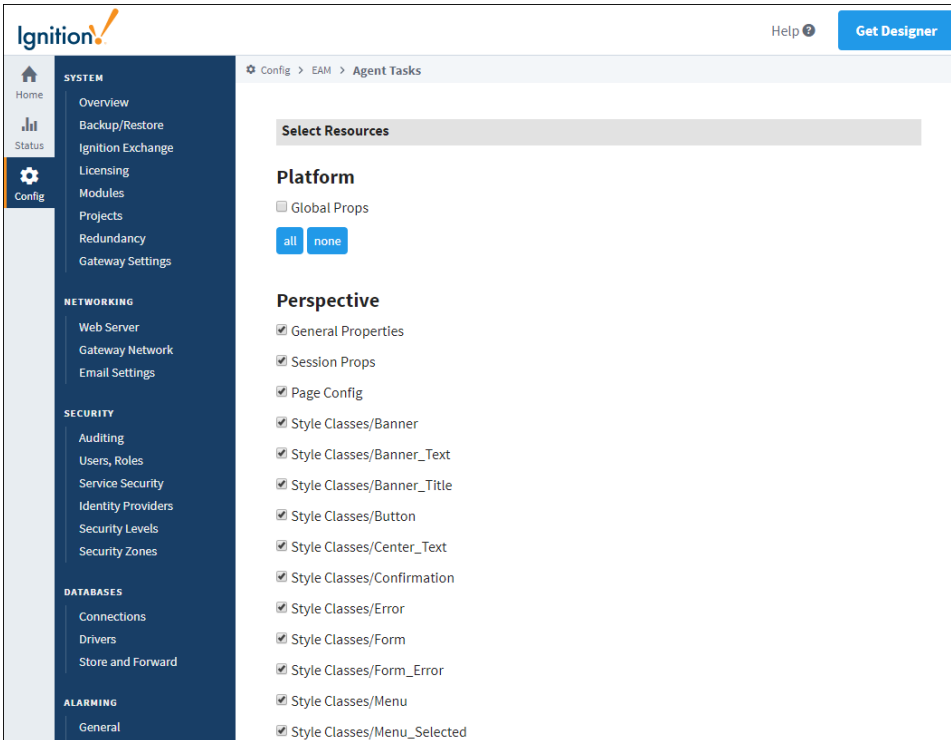 Ignition!
Help ?
Get Designer
Home
Status
Config
SYSTEM
Overview
Backup/Restore
Ignition Exchange
Licensing
Modules
Projects
Redundancy
Gateway Settings
NETWORKING
Web Server
Gateway Network
Email Settings
SECURITY
Auditing
Users, Roles
Service Security
Identity Providers
Security Levels
Security Zones
DATABASES
Connections
Drivers
Store and Forward
ALARMING
General
Config > EAM > Agent Tasks
Select Resources
Platform
Global Props
all none
Perspective
General Properties
Session Props
Page Config
Style Classes/Banner
Style Classes/Banner_Text
Style Classes/Banner_Title
Style Classes/Button
Style Classes/Center_Text
Style Classes/Confirmation
Style Classes/Error
Style Classes/Form
Style Classes/Form_Error
Style Classes/Menu
Style Classes/Menu_Selected